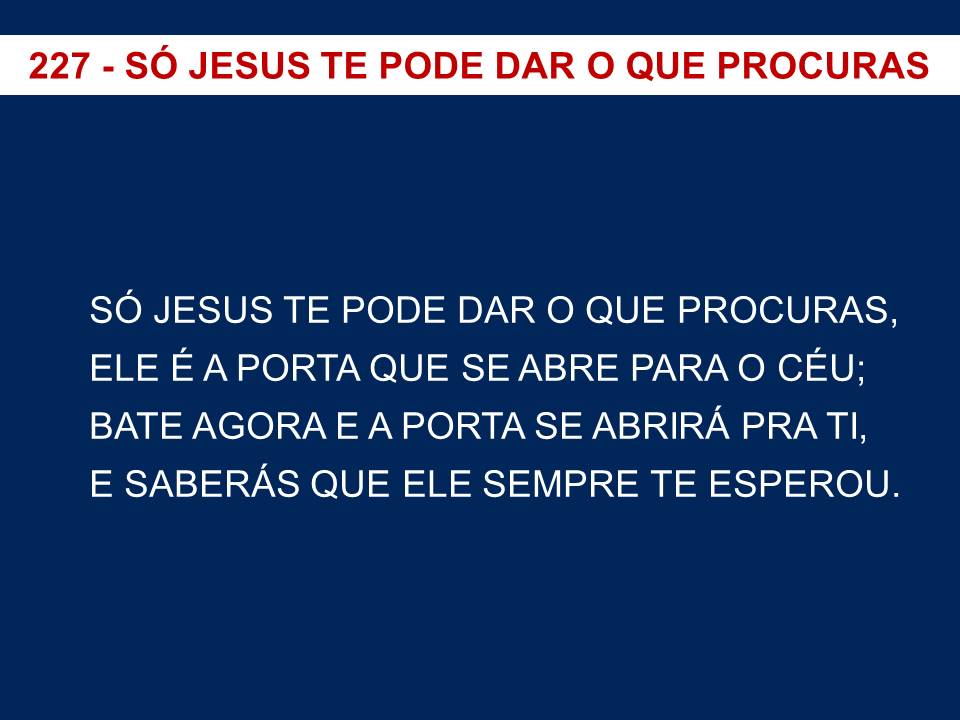 227 - SÓ JESUS TE PODE DAR O QUE PROCURAS
SÓ JESUS TE PODE DAR O QUE PROCURAS,
ELE É A PORTA QUE SE ABRE PARA O CÉU;
BATE AGORA E A PORTA SE ABRIRÁ PRA TI,
E SABERÁS QUE ELE SEMPRE TE ESPEROU.